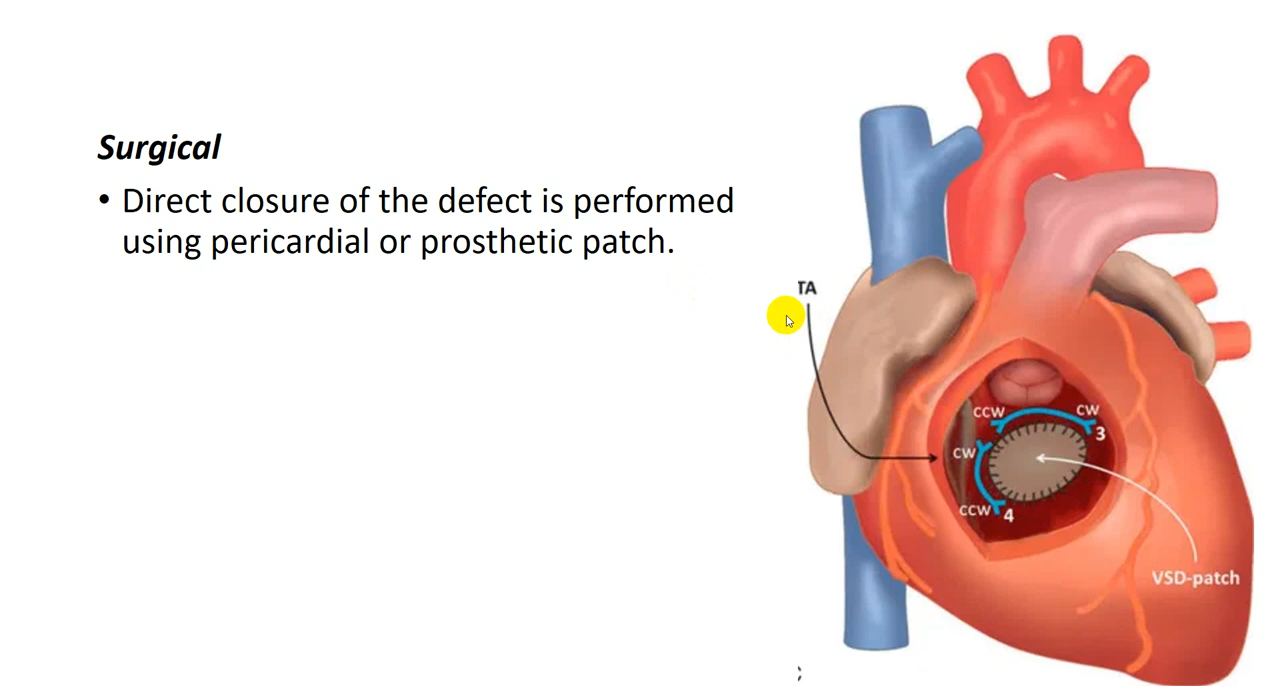 Surgical
• Direct closure of the defect is performed
using pericardial or prosthetic patch.
TA
CCW
CW
3
CW
CCW
4
VSD-patch